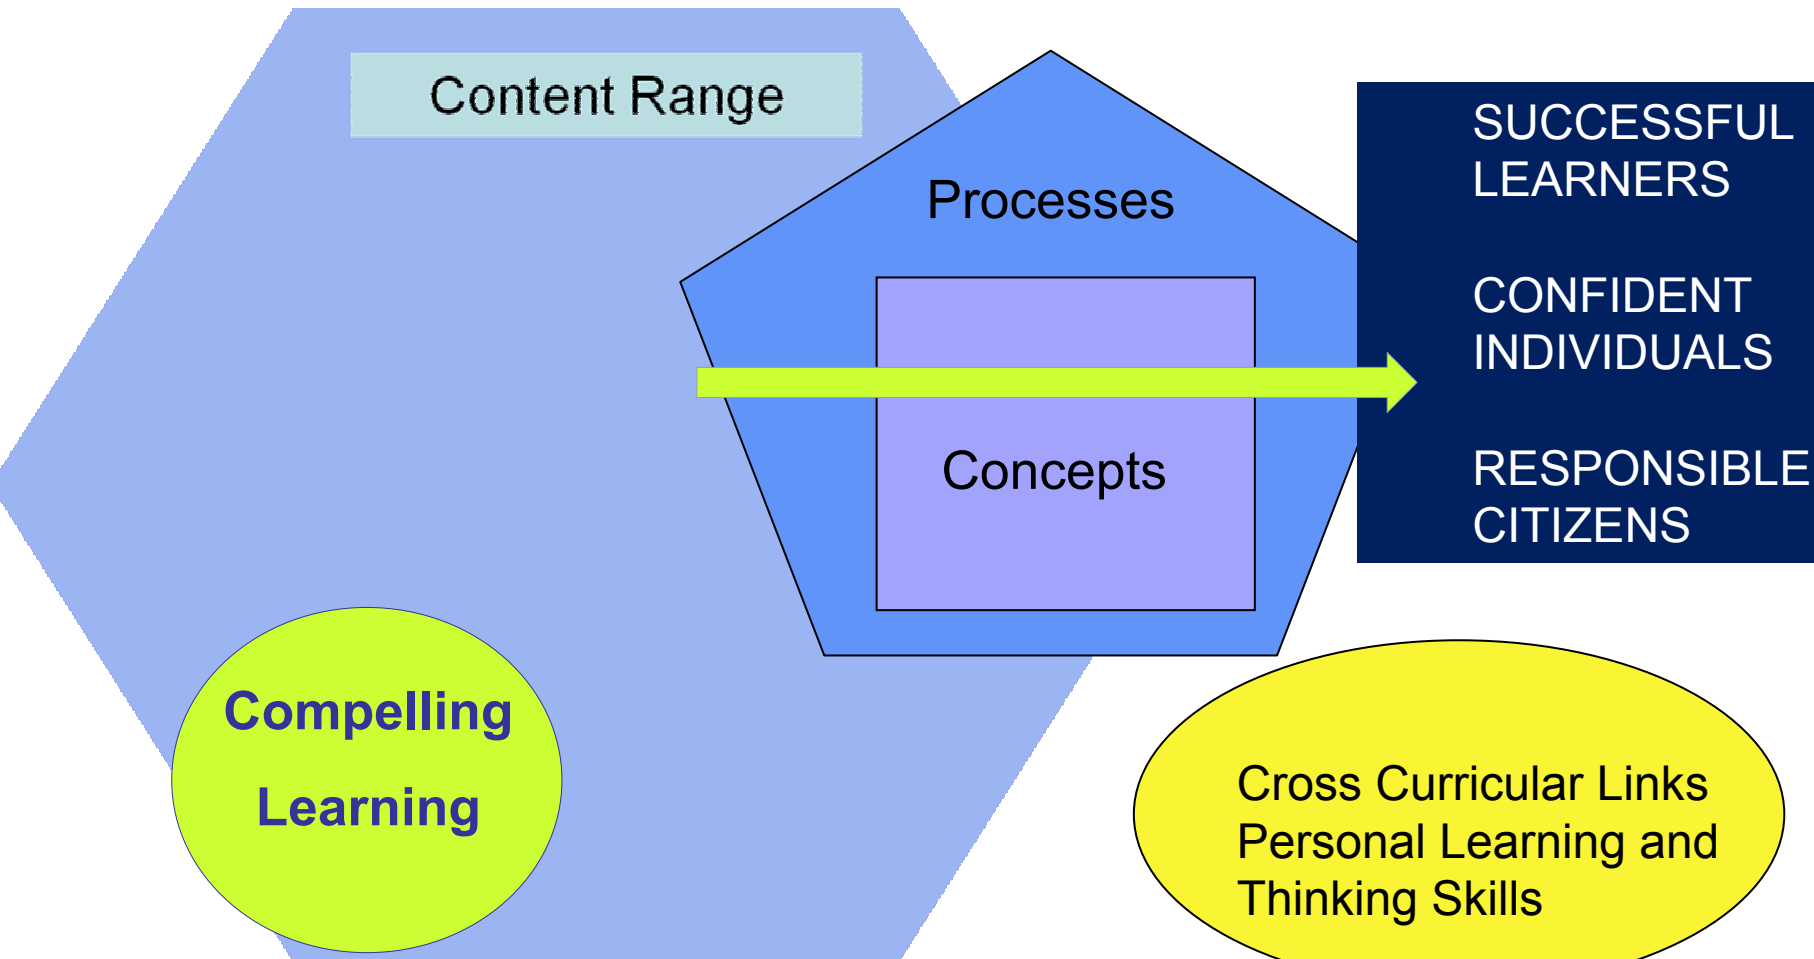 Content Range
Processes
Concepts
SUCCESSFUL
LEARNERS
CONFIDENT
INDIVIDUALS
RESPONSIBLE
CITIZENS
Compelling
Learning
Cross Curricular Links
Personal Learning and
Thinking Skills